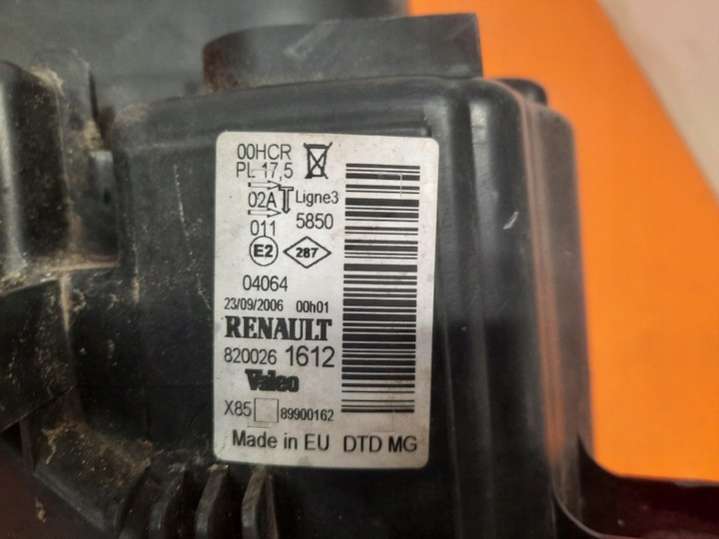 00HCR
PL 17,5
02A Ligne3
011 5850
E2 287
04064
23/09/2006 00h01
RENAULT
820026 1612
Valeo
X85 89900162
Made in EU DTD MG